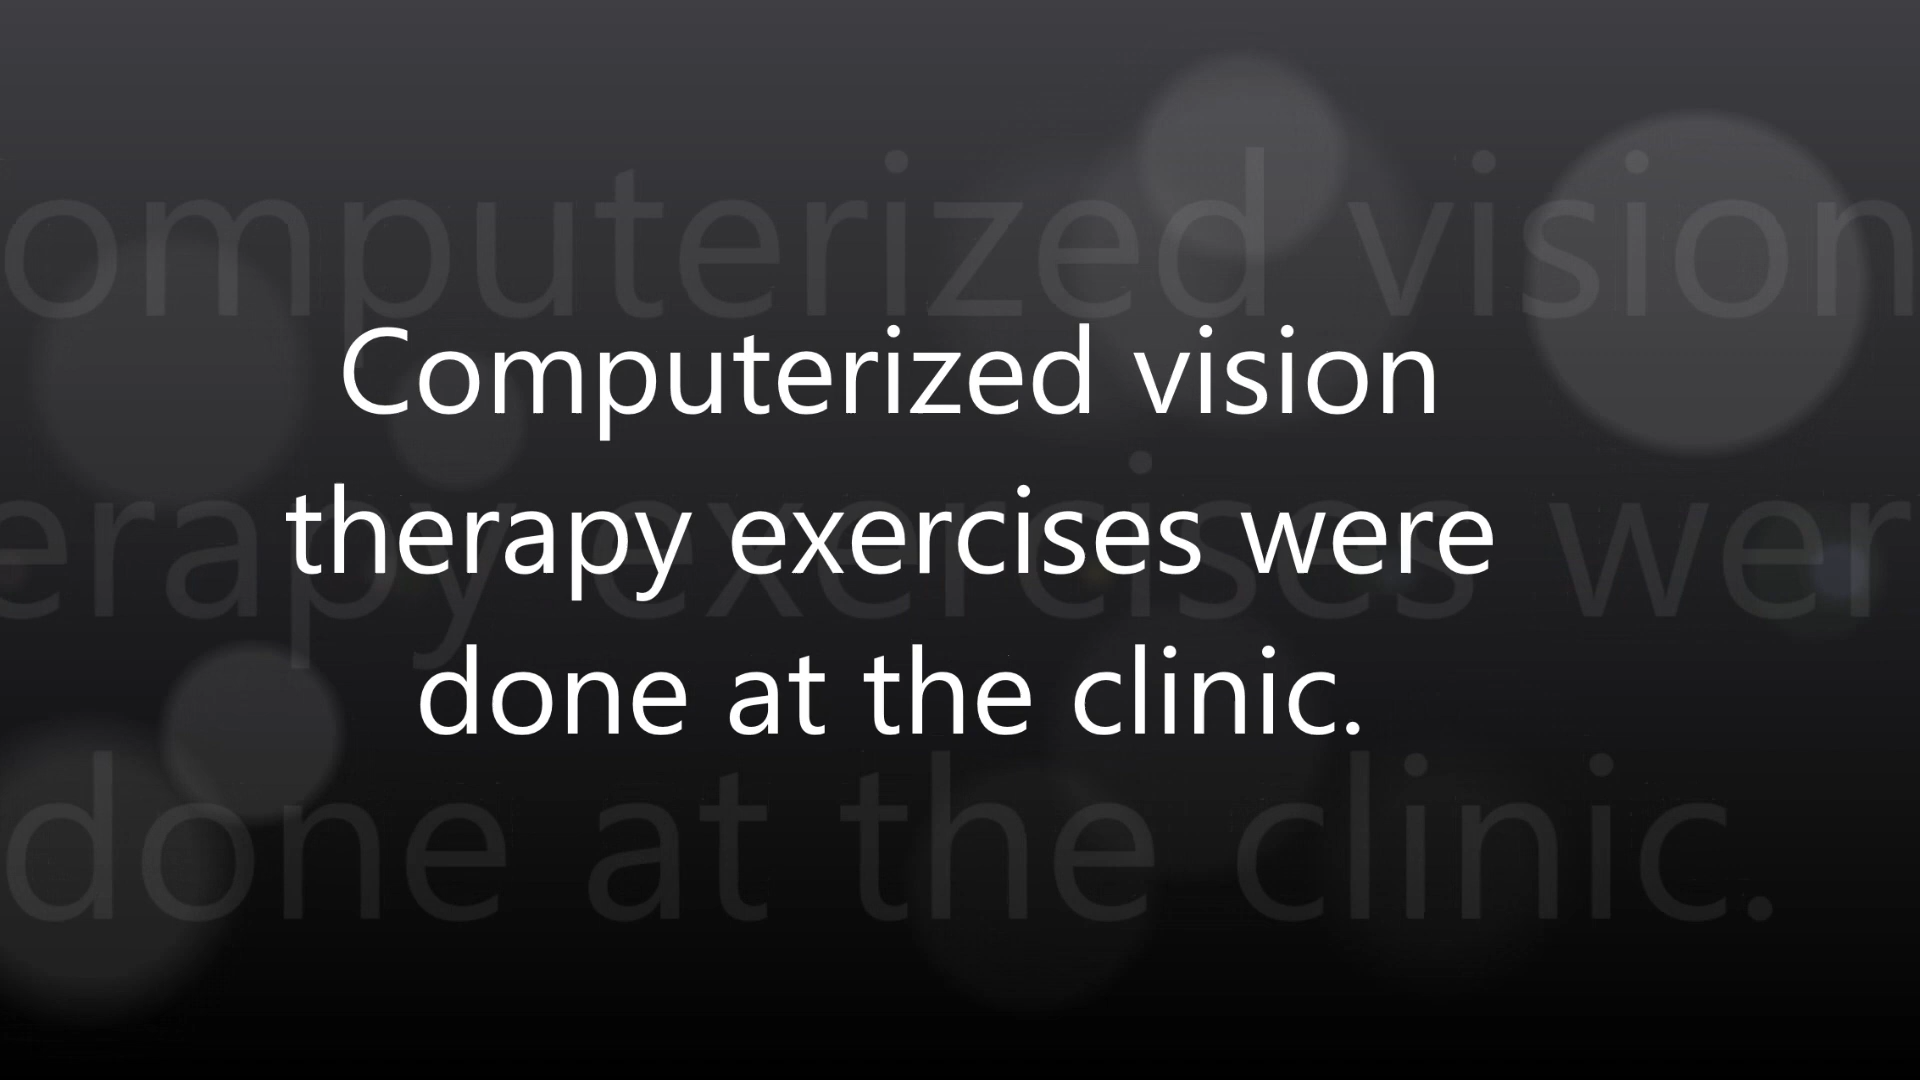 Computerized vision
therapy exercises were
done at the clinic.